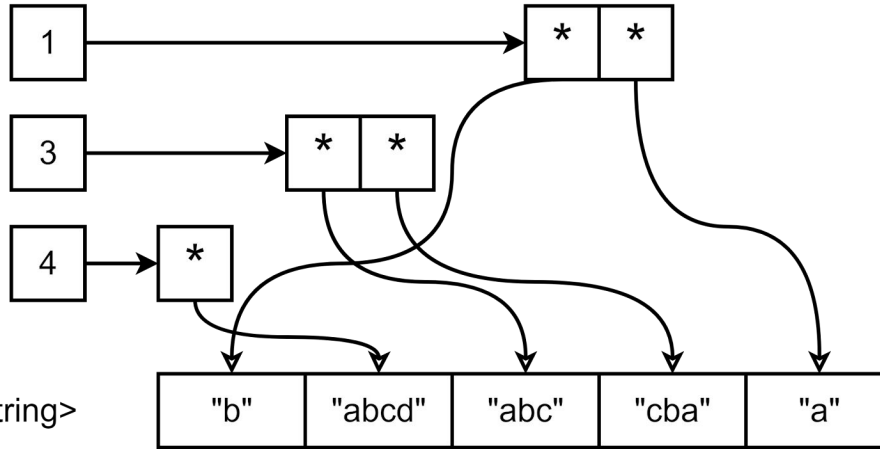 1 * *
3 * *
4 *
tring> "b" "abcd" "abc" "cba" "a"